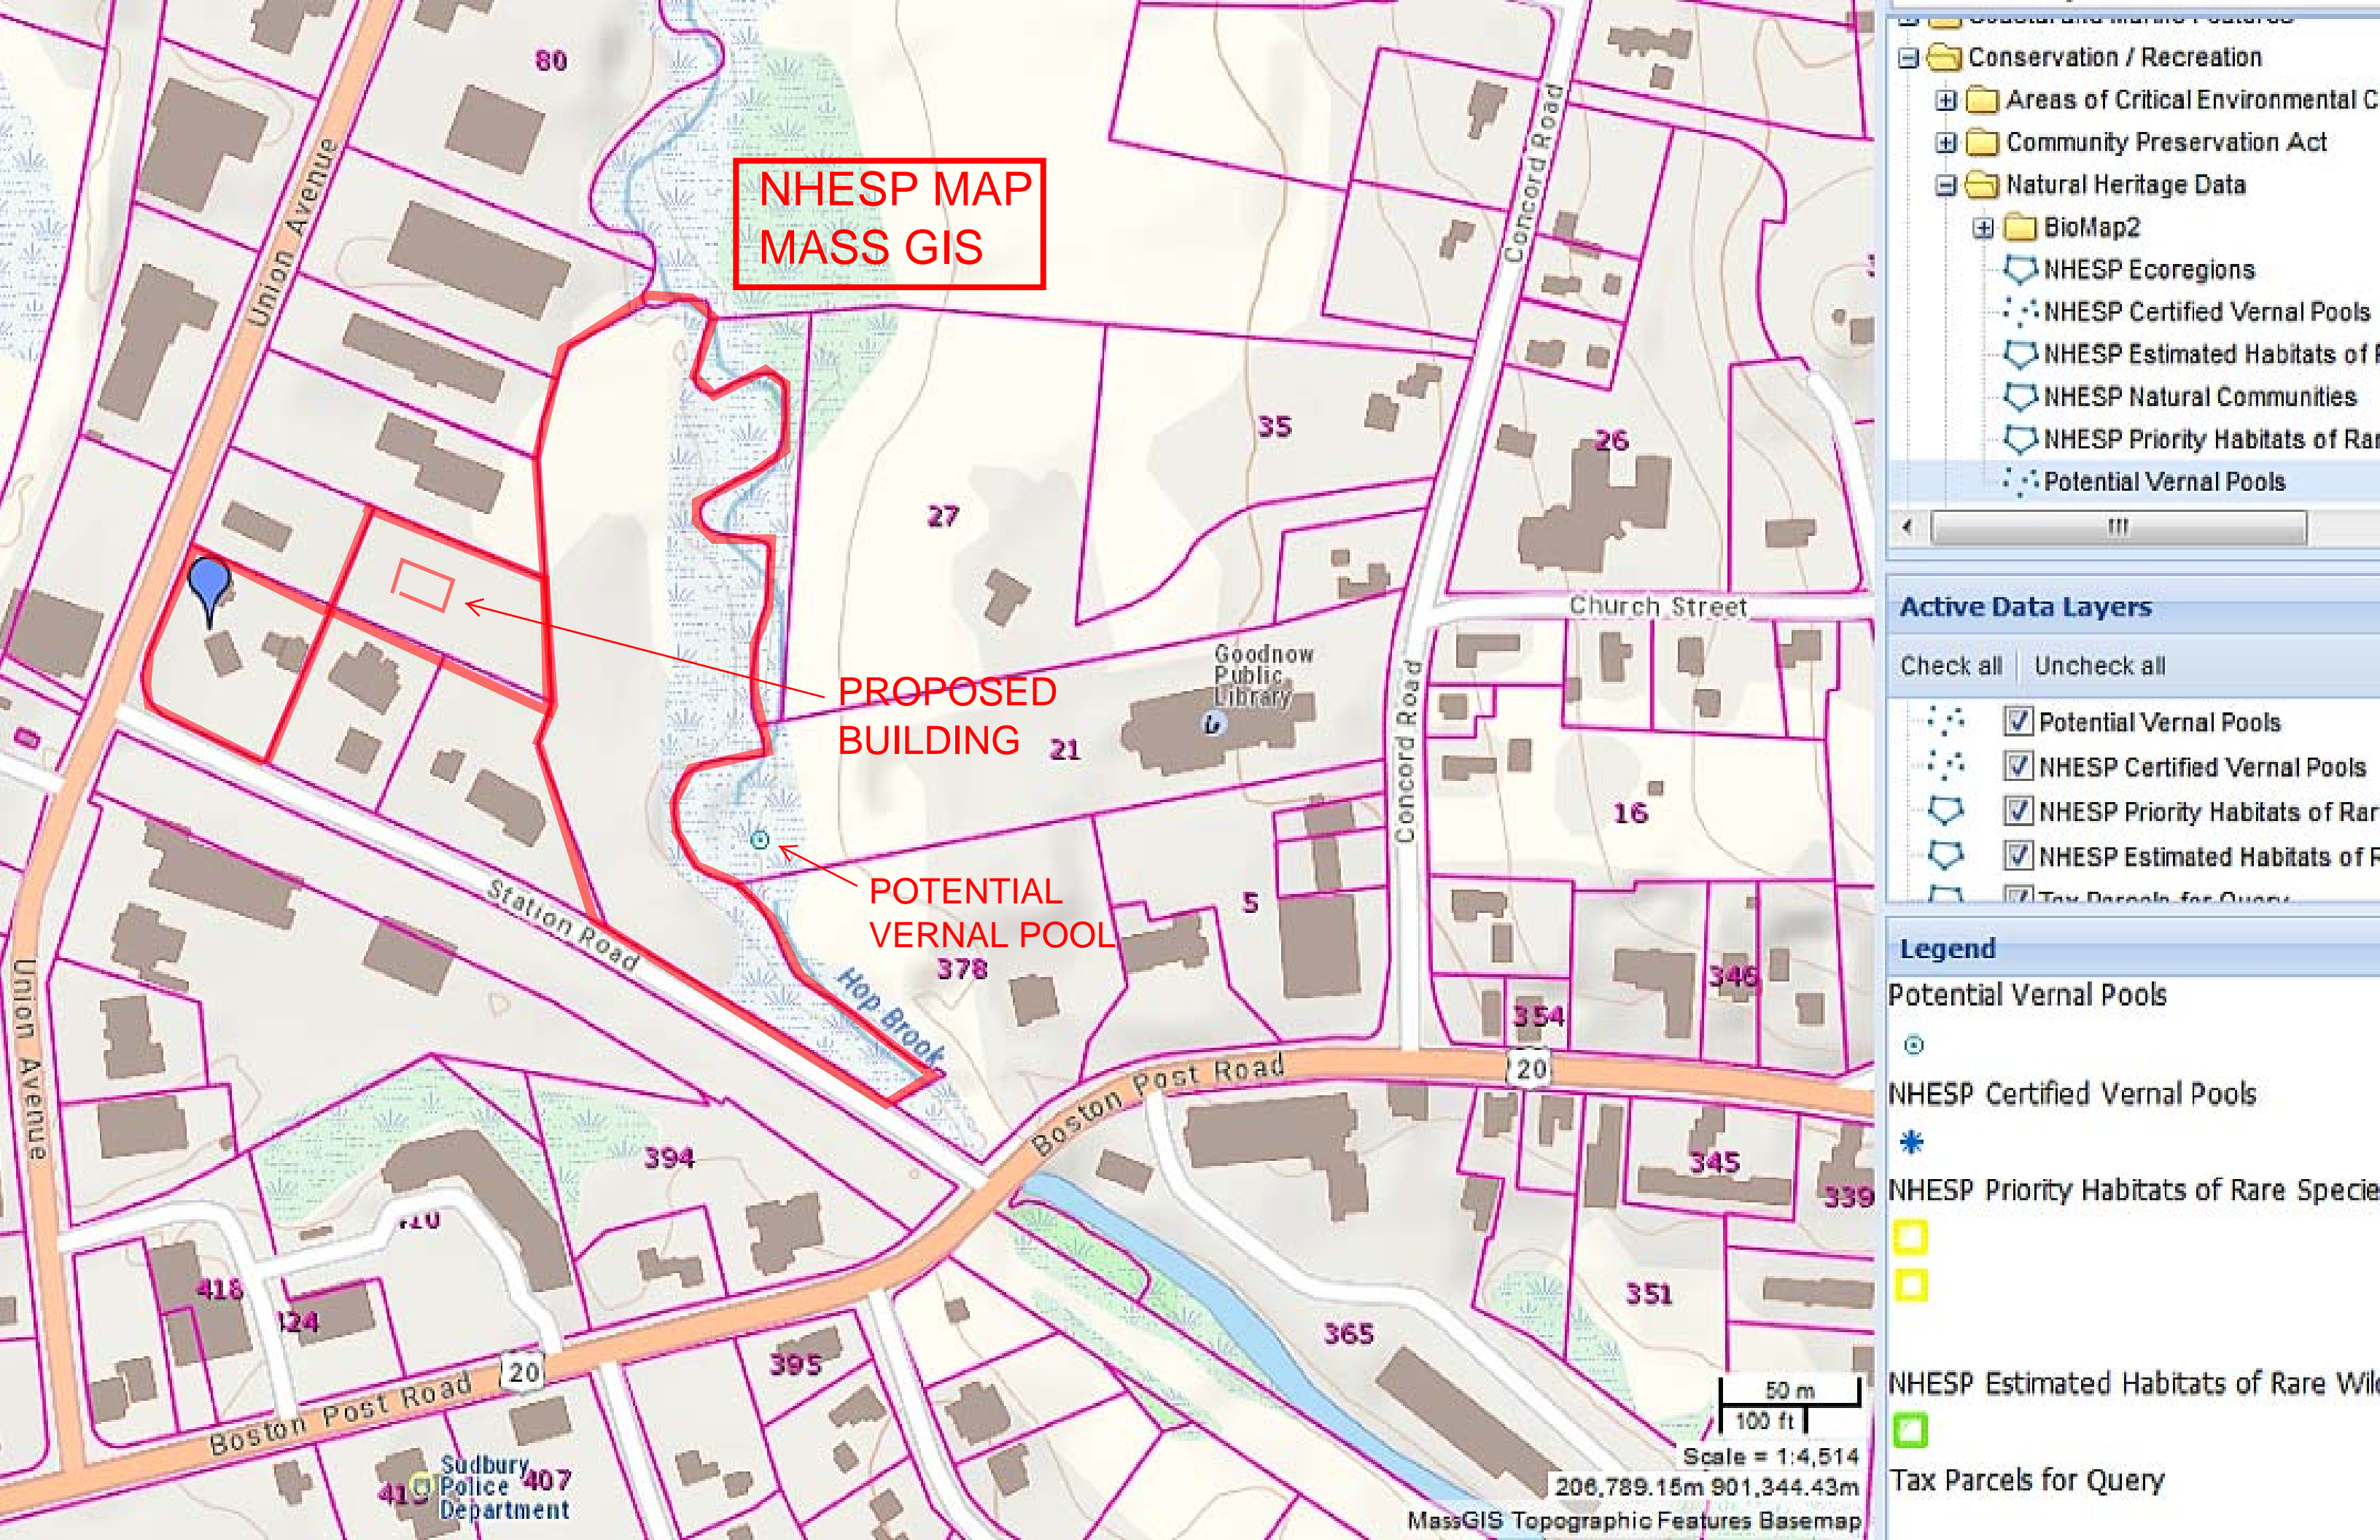 80
NHESP MAP
MASS GIS
Union Avenue
Concord Road
35
26
27
Church Street
Goodnow
Public
Library
PROPOSED
BUILDING
21
Concord Road
16
POTENTIAL
VERNAL POOL
5
Station Road
378
Hop Brook
346
354
Union Avenue
Boston Post Road
20
394
345
339
418
351
365
395
20
Boston Post Road
Sudbury
Police
Department
407
50 m
100 ft
Scale = 1:4,514
206,789.15m 901,344.43m
MassGIS Topographic Features Basemap
Conservation / Recreation
Areas of Critical Environmental C
Community Preservation Act
Natural Heritage Data
BioMap2
NHESP Ecoregions
NHESP Certified Vernal Pools
NHESP Estimated Habitats of R
NHESP Natural Communities
NHESP Priority Habitats of Rar
Potential Vernal Pools
Active Data Layers
Check all Uncheck all
Potential Vernal Pools
NHESP Certified Vernal Pools
NHESP Priority Habitats of Rar
NHESP Estimated Habitats of R
Tax Parcels for Query
Legend
Potential Vernal Pools
NHESP Certified Vernal Pools
NHESP Priority Habitats of Rare Specie
NHESP Estimated Habitats of Rare Wild
Tax Parcels for Query